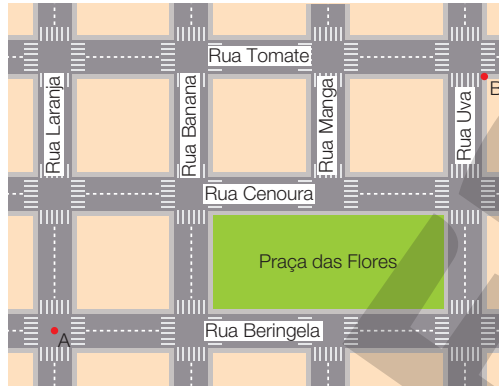 Rua Tomate
Rua Laranja
Rua Banana
Rua Manga
Rua Uva
B
Rua Cenoura
Praça das Flores
A
Rua Beringela